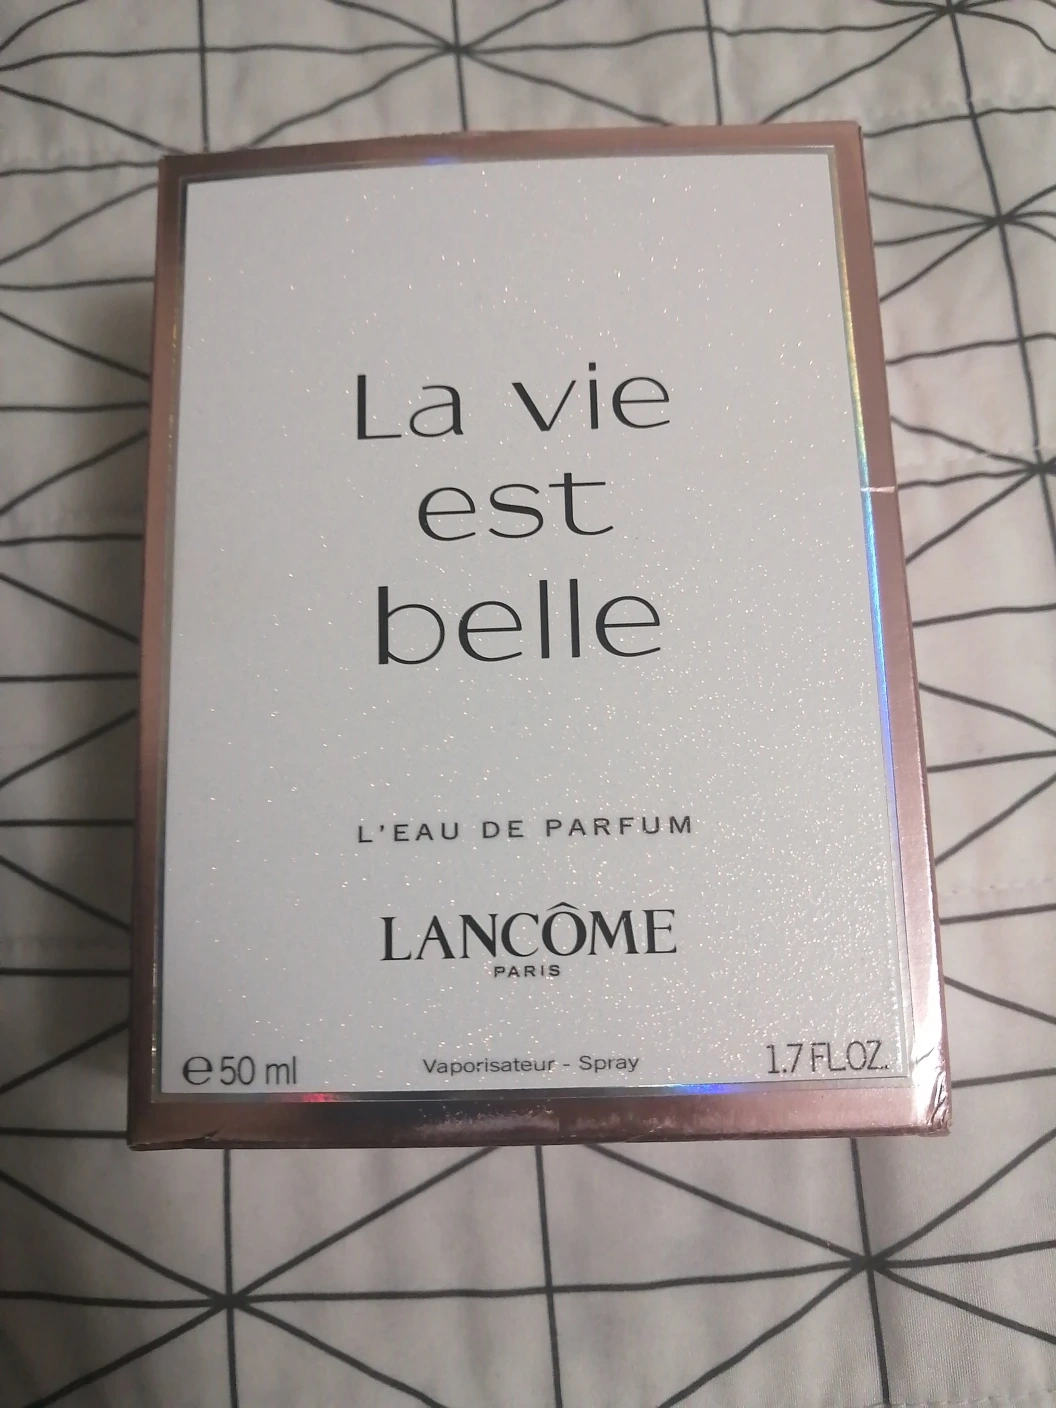 La vie
est
belle
L'EAU DE PARFUM
LANCÔME
PARIS
℮ 50 ml Vaporisateur - Spray 1.7 FL.OZ.